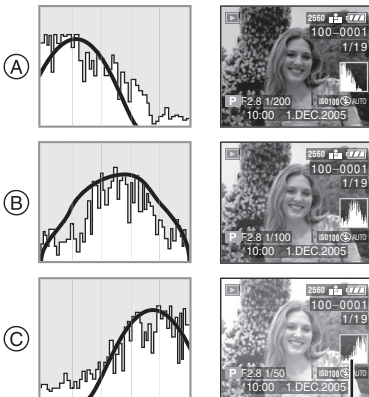 A
2560
100-0001
1/19
P F2.8 1/200
ISO100 AUTO
10:00 1.DEC.2005
B
2560
100-0001
1/19
P F2.8 1/100
ISO100 AUTO
10:00 1.DEC.2005
C
2560
100-0001
1/19
P F2.8 1/50
ISO100 AUTO
10:00 1.DEC.2005